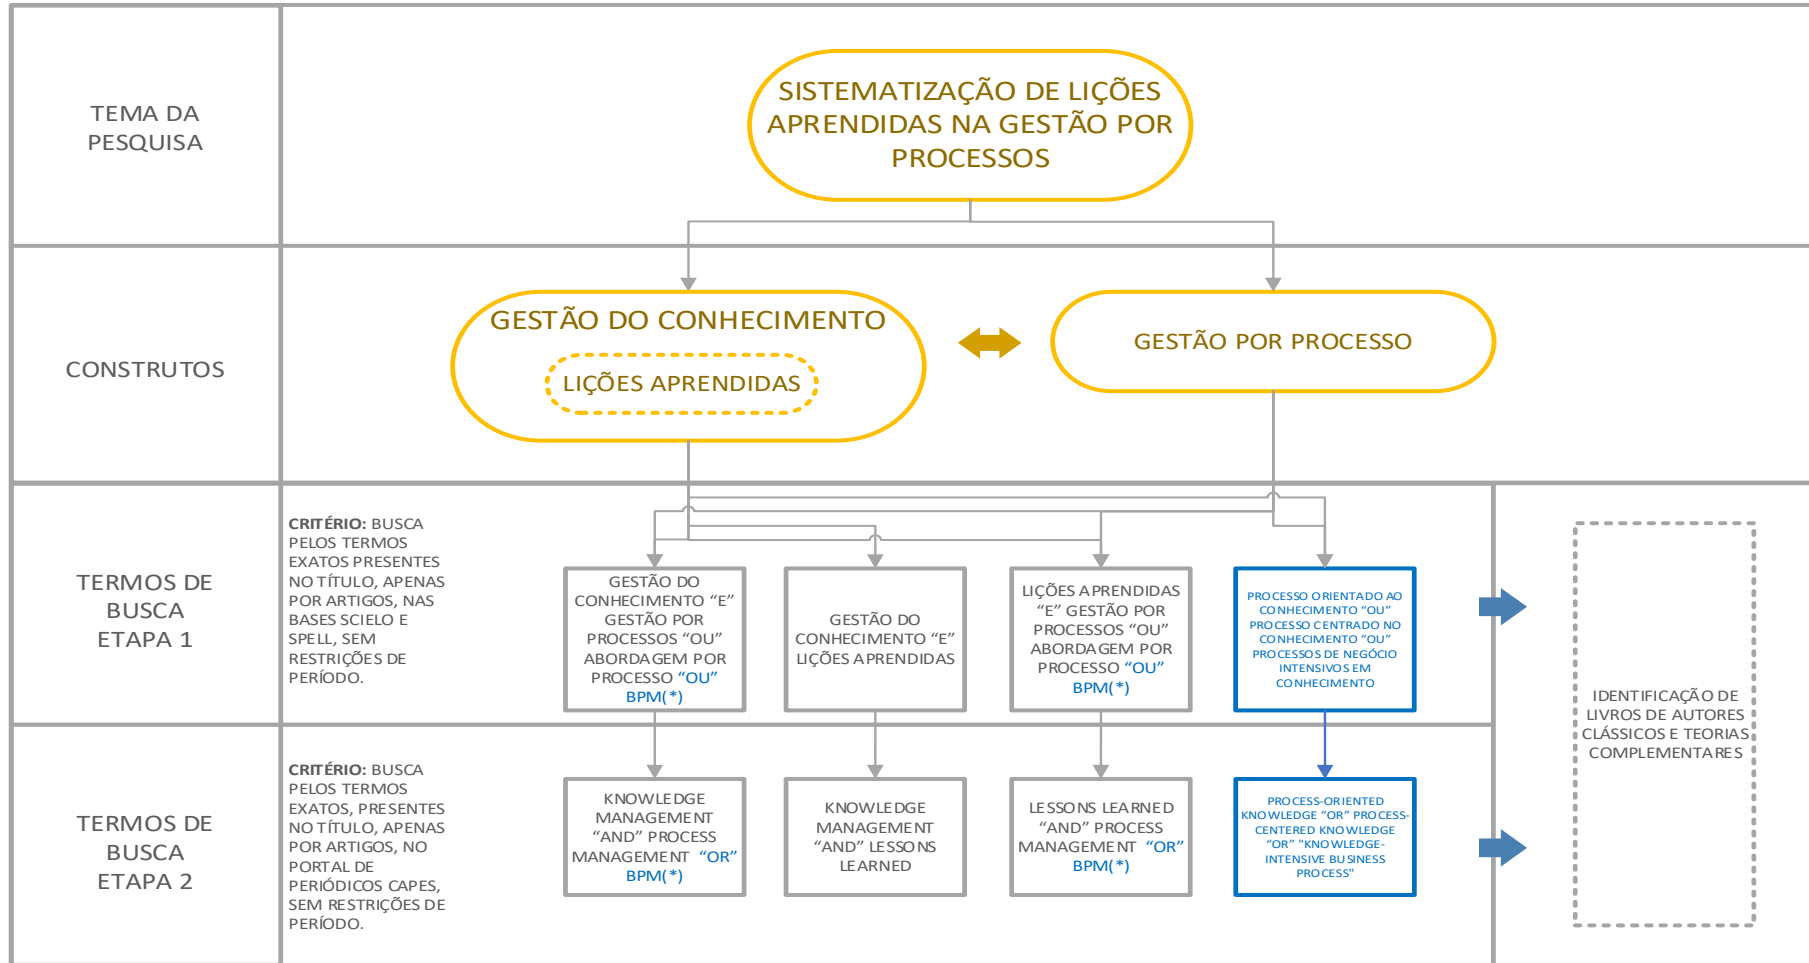 TEMA DA
PESQUISA
SISTEMATIZAÇÃO DE LIÇÕES
APRENDIDAS NA GESTÃO POR
PROCESSOS
CONSTRUTOS
GESTÃO DO CONHECIMENTO
LIÇÕES APRENDIDAS
GESTÃO POR PROCESSO
TERMOS DE
BUSCA
ETAPA 1
CRITÉRIO: BUSCA
PELOS TERMOS
EXATOS PRESENTES
NO TÍTULO, APENAS
POR ARTIGOS, NAS
BASES SCIELO E
SPELL, SEM
RESTRIÇÕES DE
PERÍODO.
GESTÃO DO
CONHECIMENTO “E”
GESTÃO POR
PROCESSOS “OU”
ABORDAGEM POR
PROCESSO “OU”
BPM(*)
GESTÃO DO
CONHECIMENTO “E”
LIÇÕES APRENDIDAS
LIÇÕES APRENDIDAS
“E” GESTÃO POR
PROCESSOS “OU”
ABORDAGEM POR
PROCESSO “OU”
BPM(*)
PROCESSO ORIENTADO AO
CONHECIMENTO “OU”
PROCESSO CENTRADO NO
CONHECIMENTO “OU”
PROCESSOS DE NEGÓCIO
INTENSIVOS EM
CONHECIMENTO
IDENTIFICAÇÃO DE
LIVROS DE AUTORES
CLÁSSICOS E TEORIAS
COMPLEMENTARES
TERMOS DE
BUSCA
ETAPA 2
CRITÉRIO: BUSCA
PELOS TERMOS
EXATOS, PRESENTES
NO TÍTULO, APENAS
POR ARTIGOS, NO
PORTAL DE
PERIÓDICOS CAPES,
SEM RESTRIÇÕES DE
PERÍODO.
KNOWLEDGE
MANAGEMENT
“AND” PROCESS
MANAGEMENT “OR”
BPM(*)
KNOWLEDGE
MANAGEMENT
“AND” LESSONS
LEARNED
LESSONS LEARNED
“AND” PROCESS
MANAGEMENT “OR”
BPM(*)
PROCESS-ORIENTED
KNOWLEDGE “OR” PROCESS-
CENTERED KNOWLEDGE
“OR” "KNOWLEDGE-
INTENSIVE BUSINESS
PROCESS"